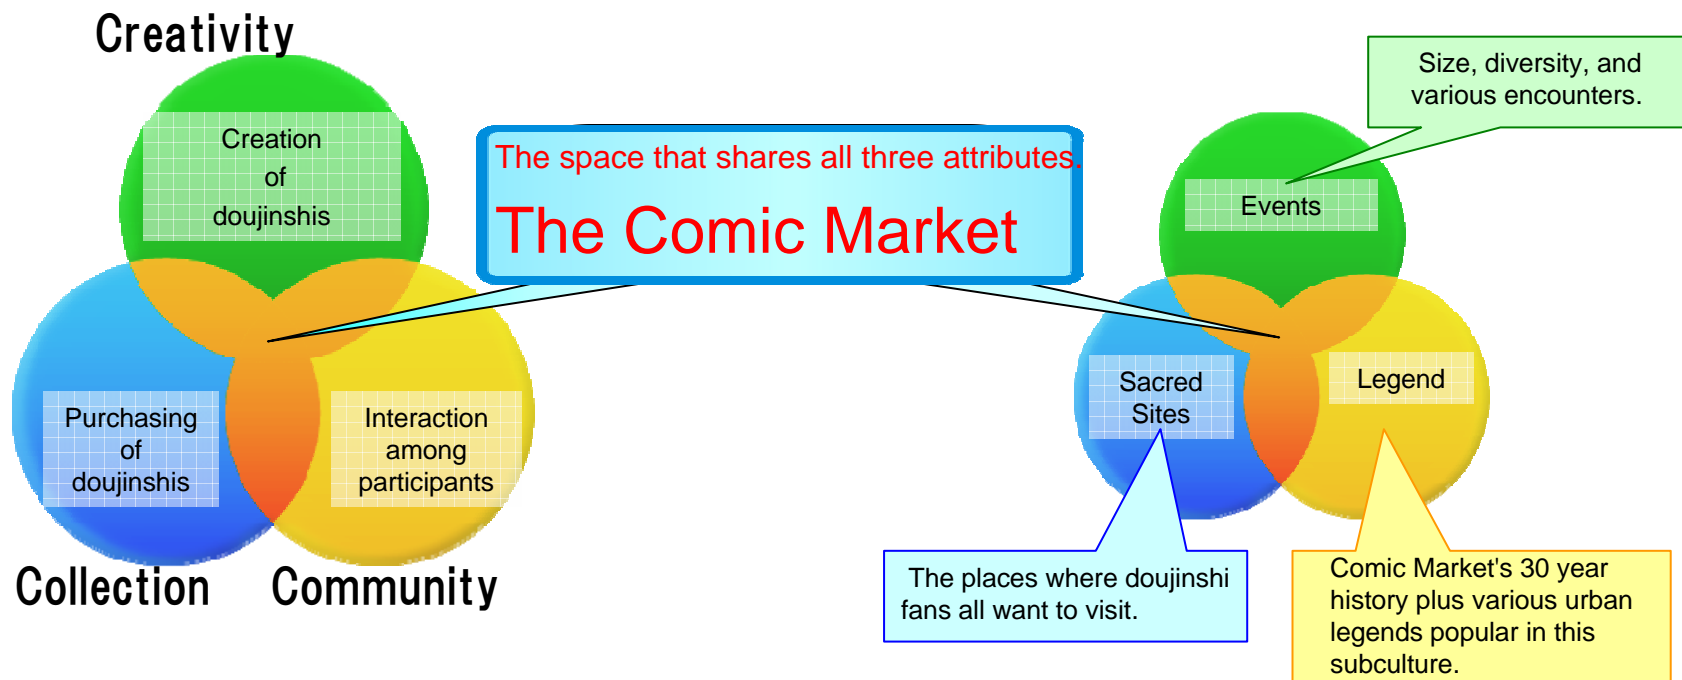 Creativity
Creation
of
doujinshis
Purchasing
of
doujinshis
Interaction
among
participants
Collection
Community
The space that shares all three attributes.
The Comic Market
Size, diversity, and
various encounters.
Events
Sacred
Sites
Legend
The places where doujinshi
fans all want to visit.
Comic Market's 30 year
history plus various urban
legends popular in this
subculture.